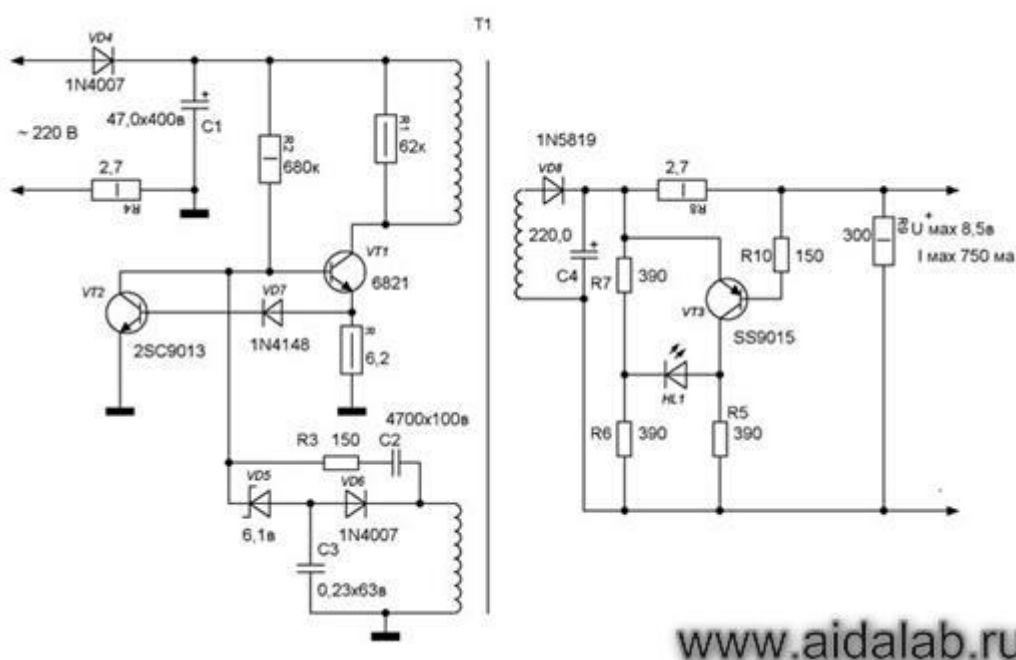 T1
VD4
1N4007
47,0x400в
C1
~ 220 В
2,7
R4
R2
680к
R1
62к
VT1
6821
VT2
2SC9013
VD7
1N4148
R
6,2
4700x100в
R3 150 C2
VD5
6,1в
VD6
1N4007
C3
0,23x63в
1N5819
VD8
220,0
+
C4
2,7
R8
R7 390
R10 150
VT3
SS9015
HL1
R6 390
R5
390
300
R9
U+ мах 8,5в
I мах 750 ма
www.aidalab.ru